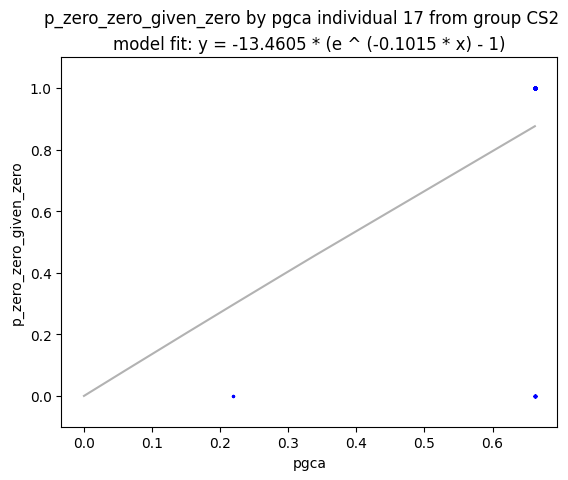 p_zero_zero_given_zero by pgca individual 17 from group CS2
model fit: y = -13.4605 * (e ^ (-0.1015 * x) - 1)
1.0
0.8
0.6
0.4
0.2
0.0
p_zero_zero_given_zero
0.0 0.1 0.2 0.3 0.4 0.5 0.6
pgca